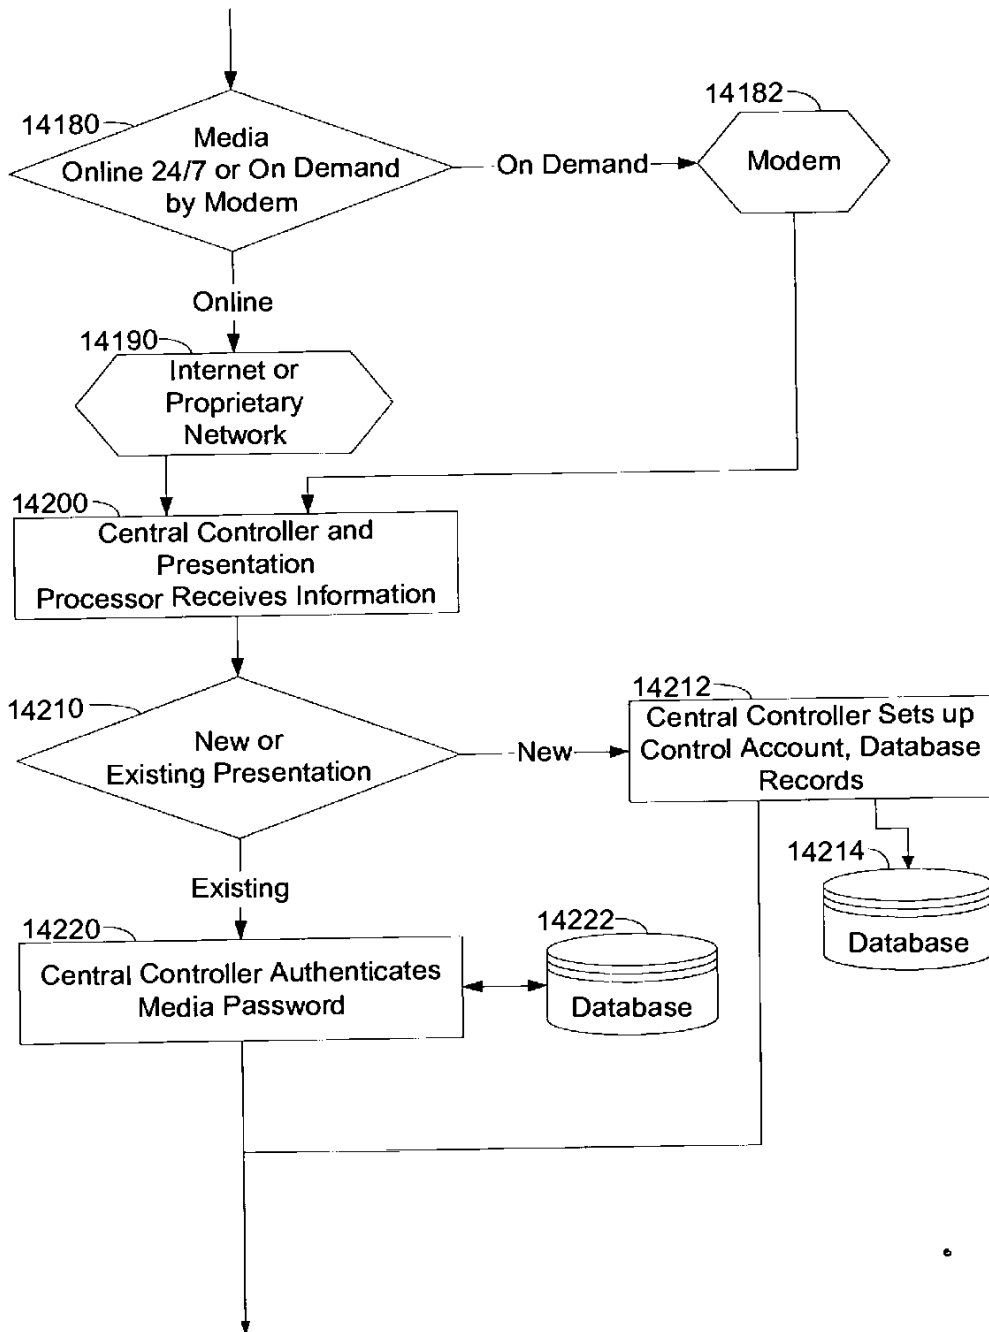 14182
14180
Media
Online 24/7 or On Demand
by Modem
On Demand
Modem
Online
14190
Internet or
Proprietary
Network
14200
Central Controller and
Presentation
Processor Receives Information
14210
New or
Existing Presentation
New
14212
Central Controller Sets up
Control Account, Database
Records
14214
Database
Existing
14220
Central Controller Authenticates
Media Password
14222
Database